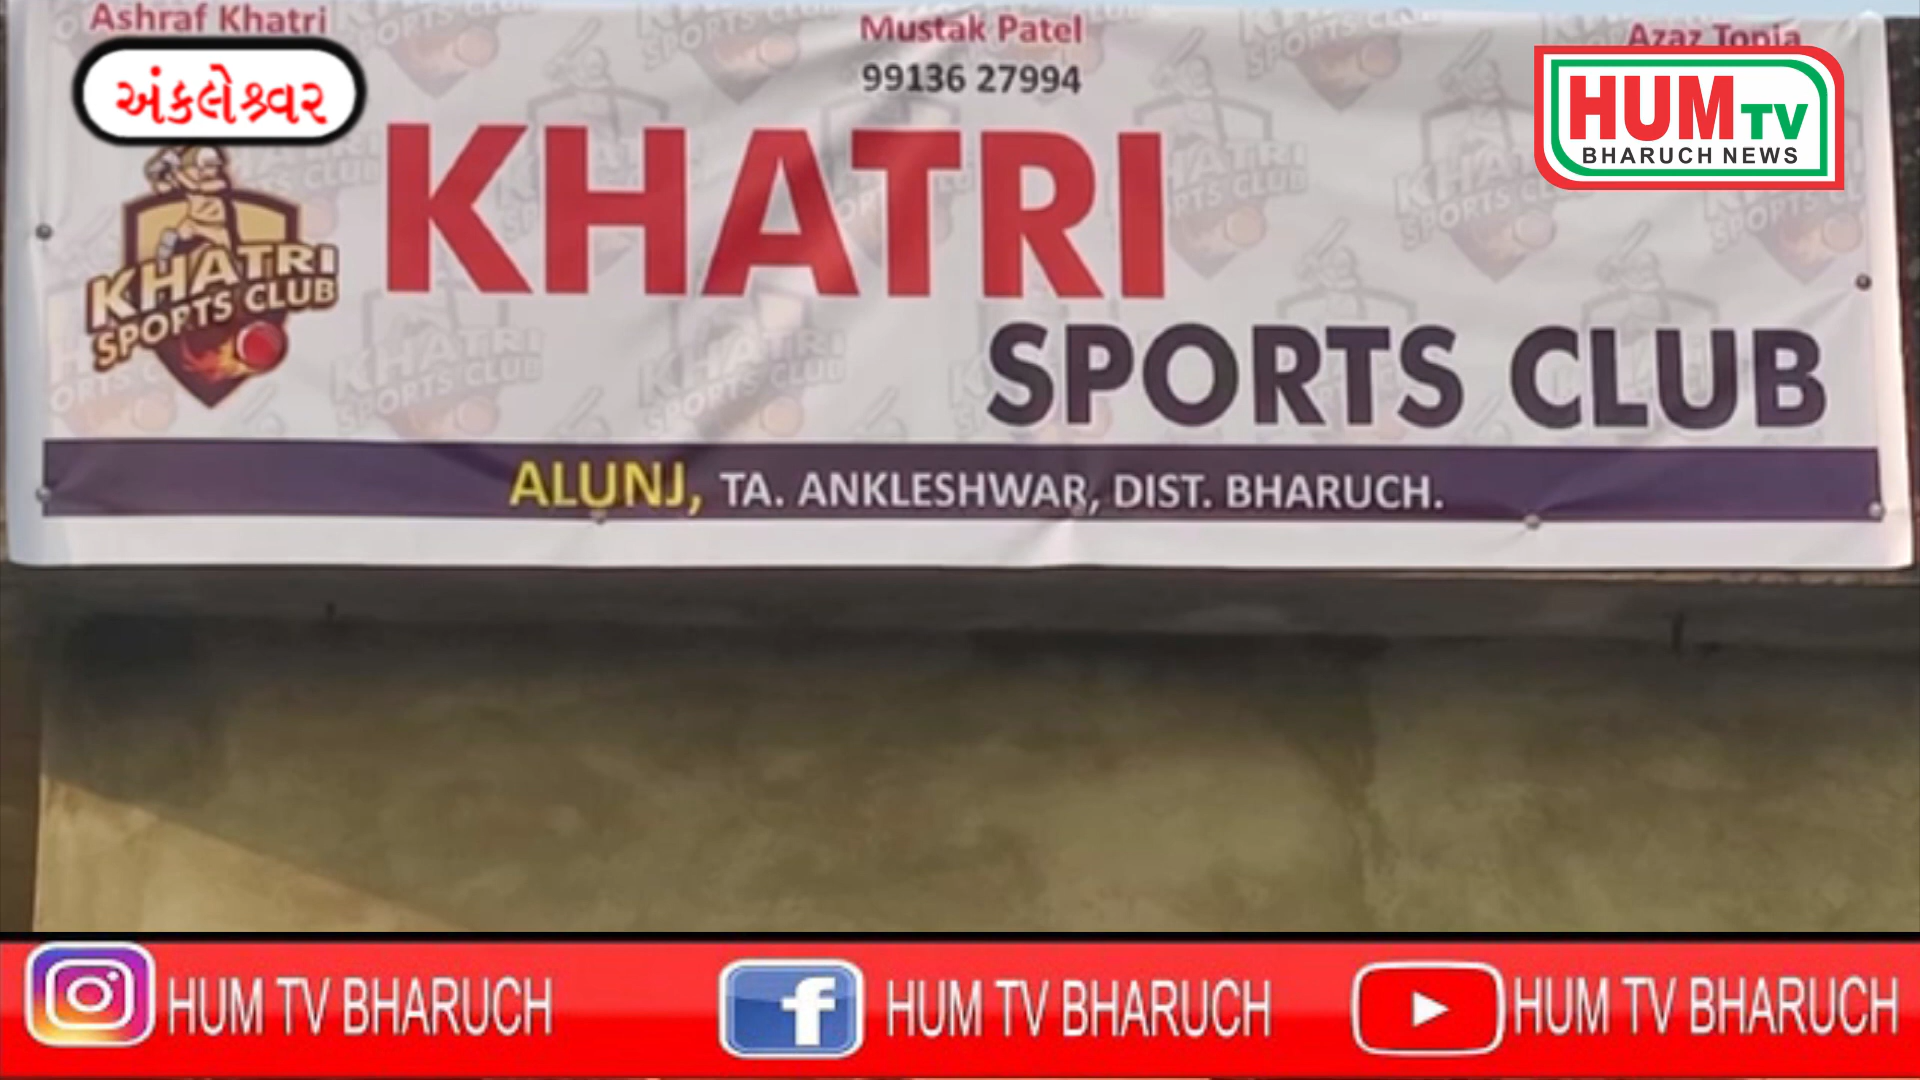 Ashraf Khatri
Mustak Patel
99136 27994
Azaz Topia
અંકલેશ્વર
HUM TV
BHARUCH NEWS
KHATRI
SPORTS CLUB
KHATRI
SPORTS CLUB
ALUNJ, TA. ANKLESHWAR, DIST. BHARUCH.
HUM TV BHARUCH
HUM TV BHARUCH
HUM TV BHARUCH